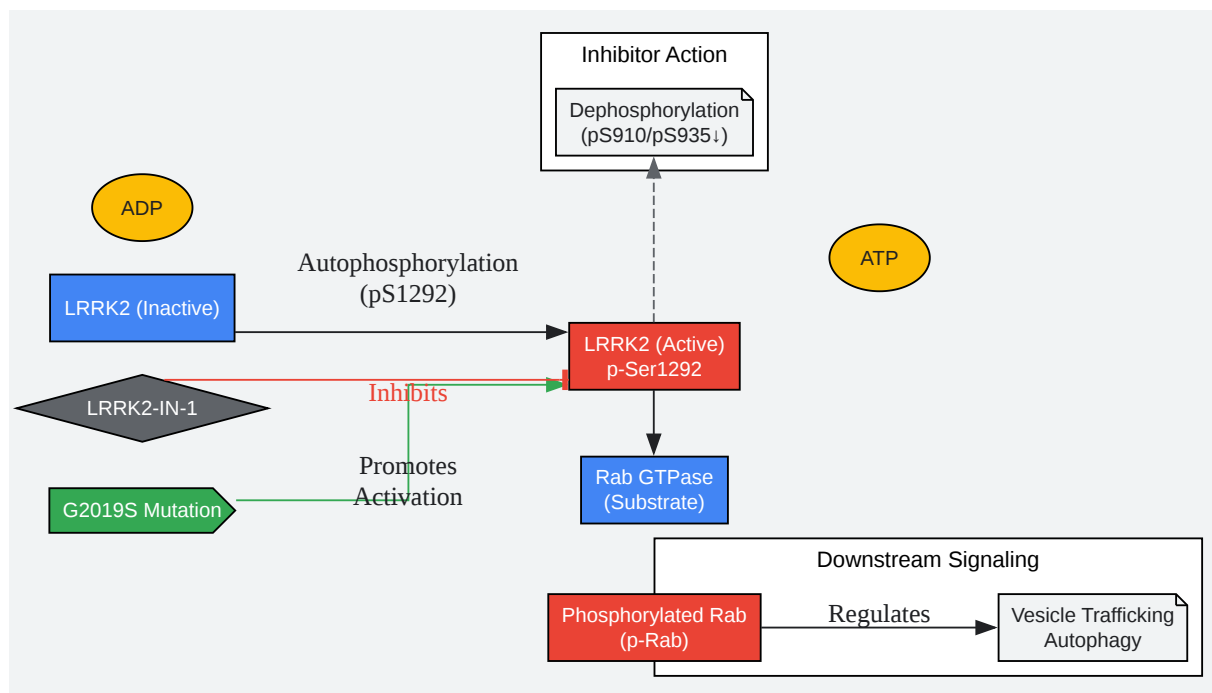 Inhibitor Action
Dephosphorylation
(pS910/pS935↓)
ADP
ATP
Autophosphorylation
(pS1292)
LRRK2 (Inactive)
LRRK2 (Active)
p-Ser1292
Inhibits
LRRK2-IN-1
Promotes
Activation
G2019S Mutation
Rab GTPase
(Substrate)
Downstream Signaling
Phosphorylated Rab
(p-Rab)
Regulates
Vesicle Trafficking
Autophagy